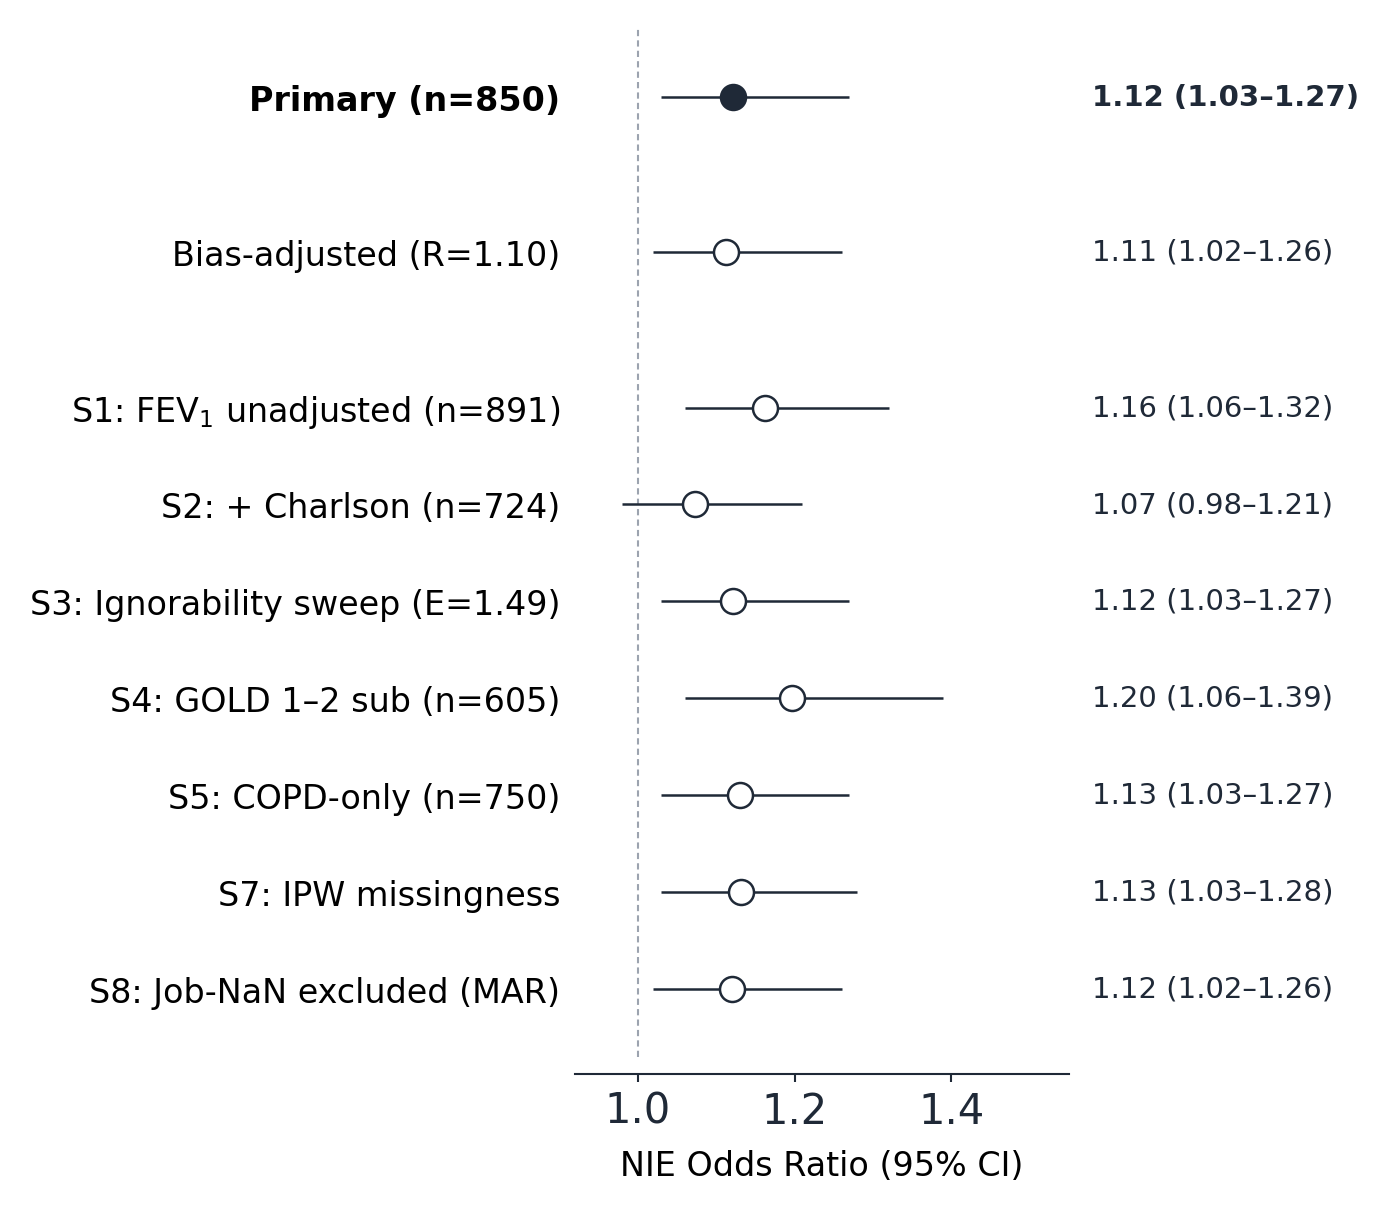 Primary (n=850) 1.12 (1.03–1.27)
Bias-adjusted (R=1.10) 1.11 (1.02–1.26)
S1: FEV₁ unadjusted (n=891) 1.16 (1.06–1.32)
S2: + Charlson (n=724) 1.07 (0.98–1.21)
S3: Ignorability sweep (E=1.49) 1.12 (1.03–1.27)
S4: GOLD 1–2 sub (n=605) 1.20 (1.06–1.39)
S5: COPD-only (n=750) 1.13 (1.03–1.27)
S7: IPW missingness 1.13 (1.03–1.28)
S8: Job-NaN excluded (MAR) 1.12 (1.02–1.26)
1.0 1.2 1.4
NIE Odds Ratio (95% CI)